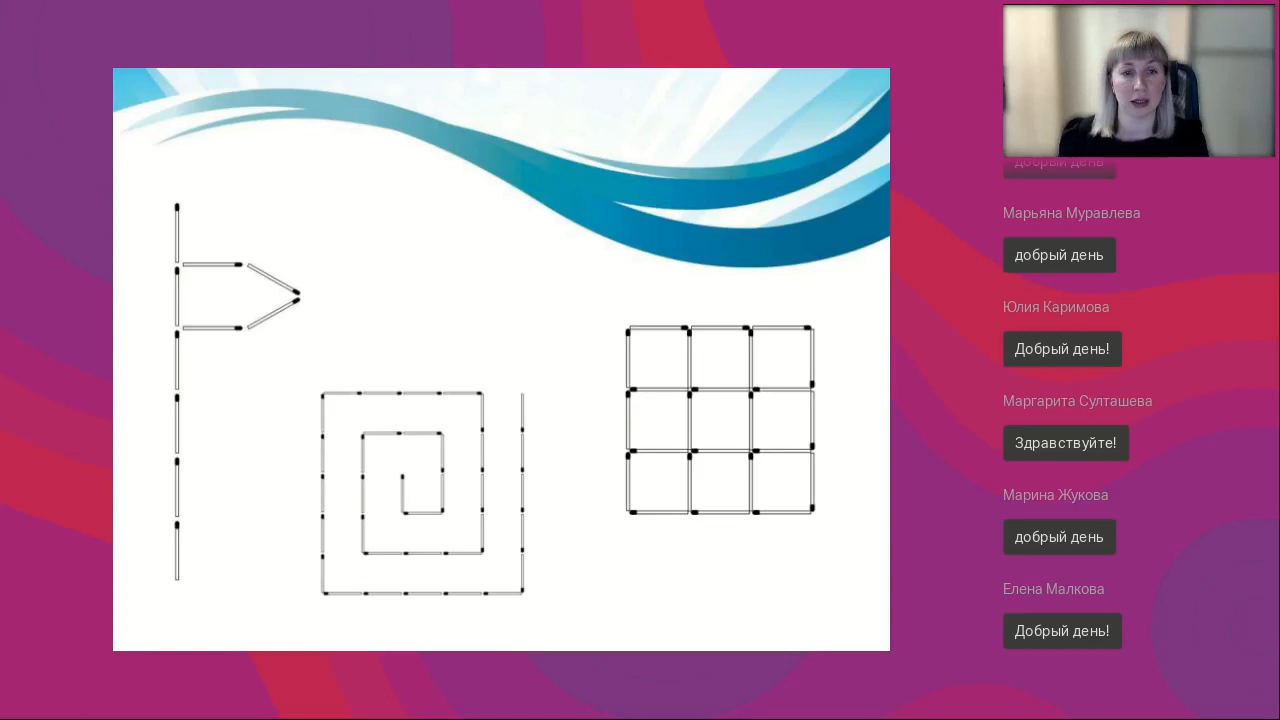 добрый день
Марьяна Муравлева
добрый день
Юлия Каримова
Добрый день!
Маргарита Султашева
Здравствуйте!
Марина Жукова
добрый день
Елена Малкова
Добрый день!